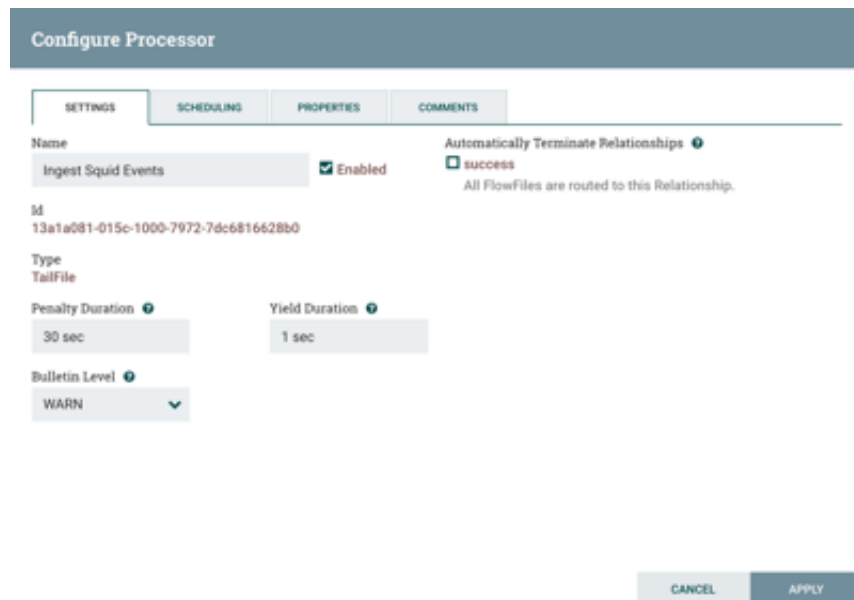 Configure Processor
SETTINGS
SCHEDULING
PROPERTIES
COMMENTS
Name
Ingest Squid Events
Enabled
Automatically Terminate Relationships
success
All FlowFiles are routed to this Relationship.
Id
13a1a081-015c-1000-7972-7dc6816628b0
Type
TailFile
Penalty Duration
Yield Duration
30 sec
1 sec
Bulletin Level
WARN
CANCEL
APPLY